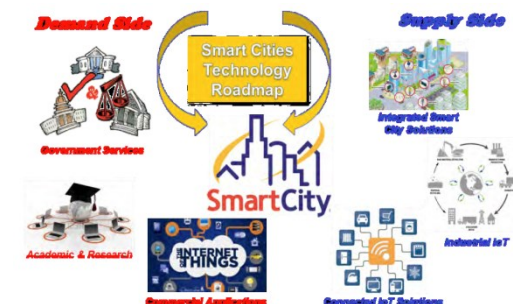 Demand Side
Supply Side
Smart Cities
Technology
Roadmap
&
Government Services
Integrated Smart
City Solutions
SmartCity
Academic & Research
INTERNET
OF
THINGS
Industrial IoT
Commercial Applications
Connected IoT Solutions